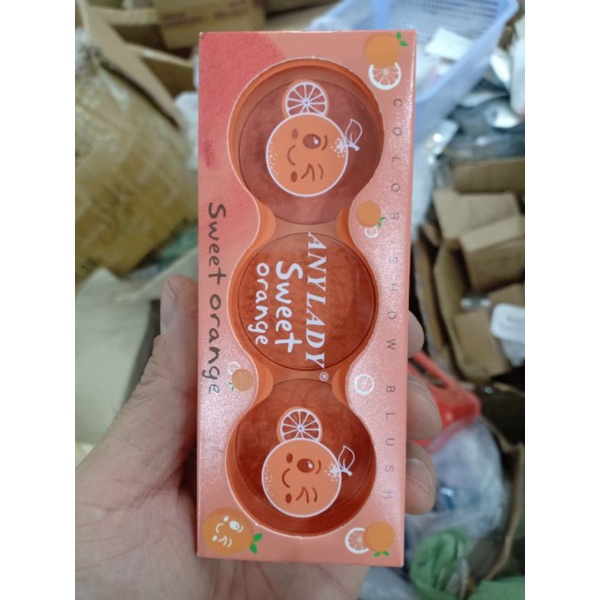 Sweet orange
ANYLADY®
Sweet
orange
COLOR SHOW BLUSH